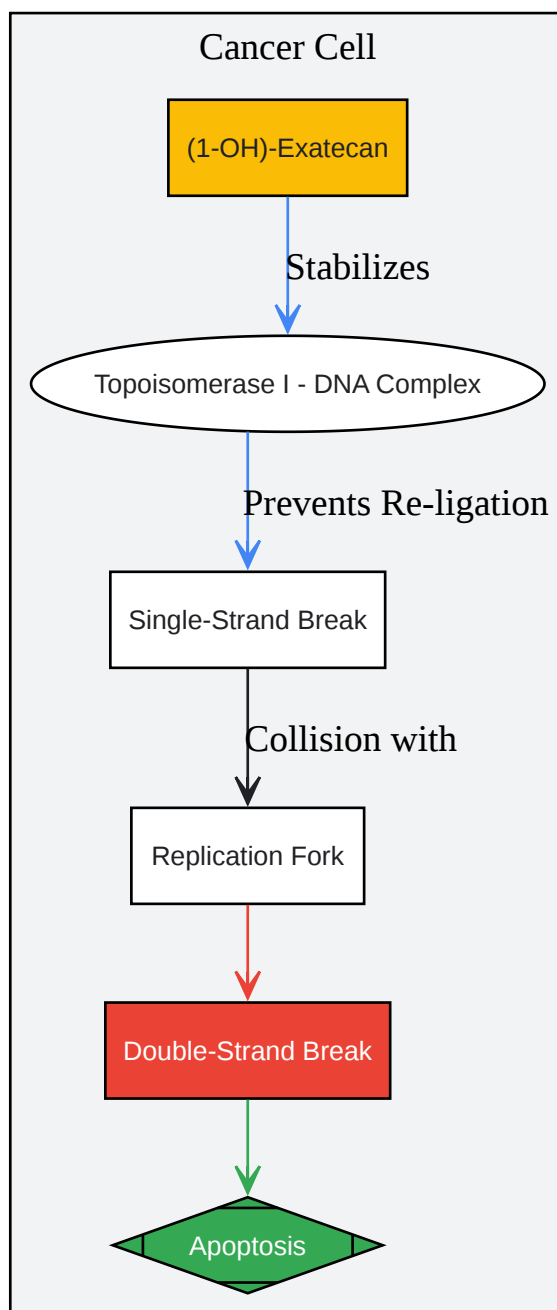 Cancer Cell
(1-OH)-Exatecan
Stabilizes
Topoisomerase I - DNA Complex
Prevents Re-ligation
Single-Strand Break
Collision with
Replication Fork
Double-Strand Break
Apoptosis